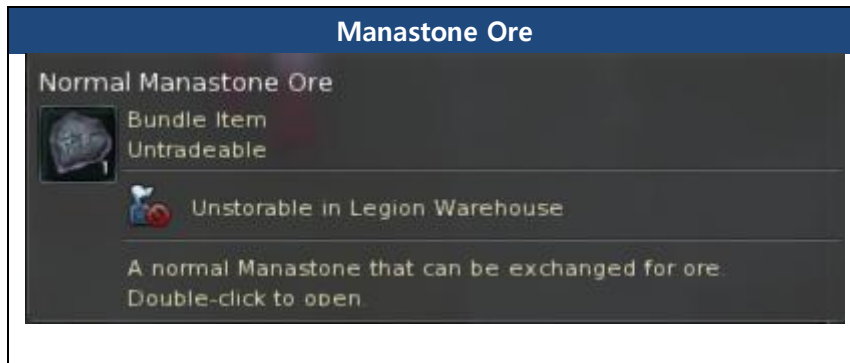 Manastone Ore
Normal Manastone Ore
Bundle Item
Untradeable
Unstorable in Legion Warehouse
A normal Manastone that can be exchanged for ore.
Double-click to open.